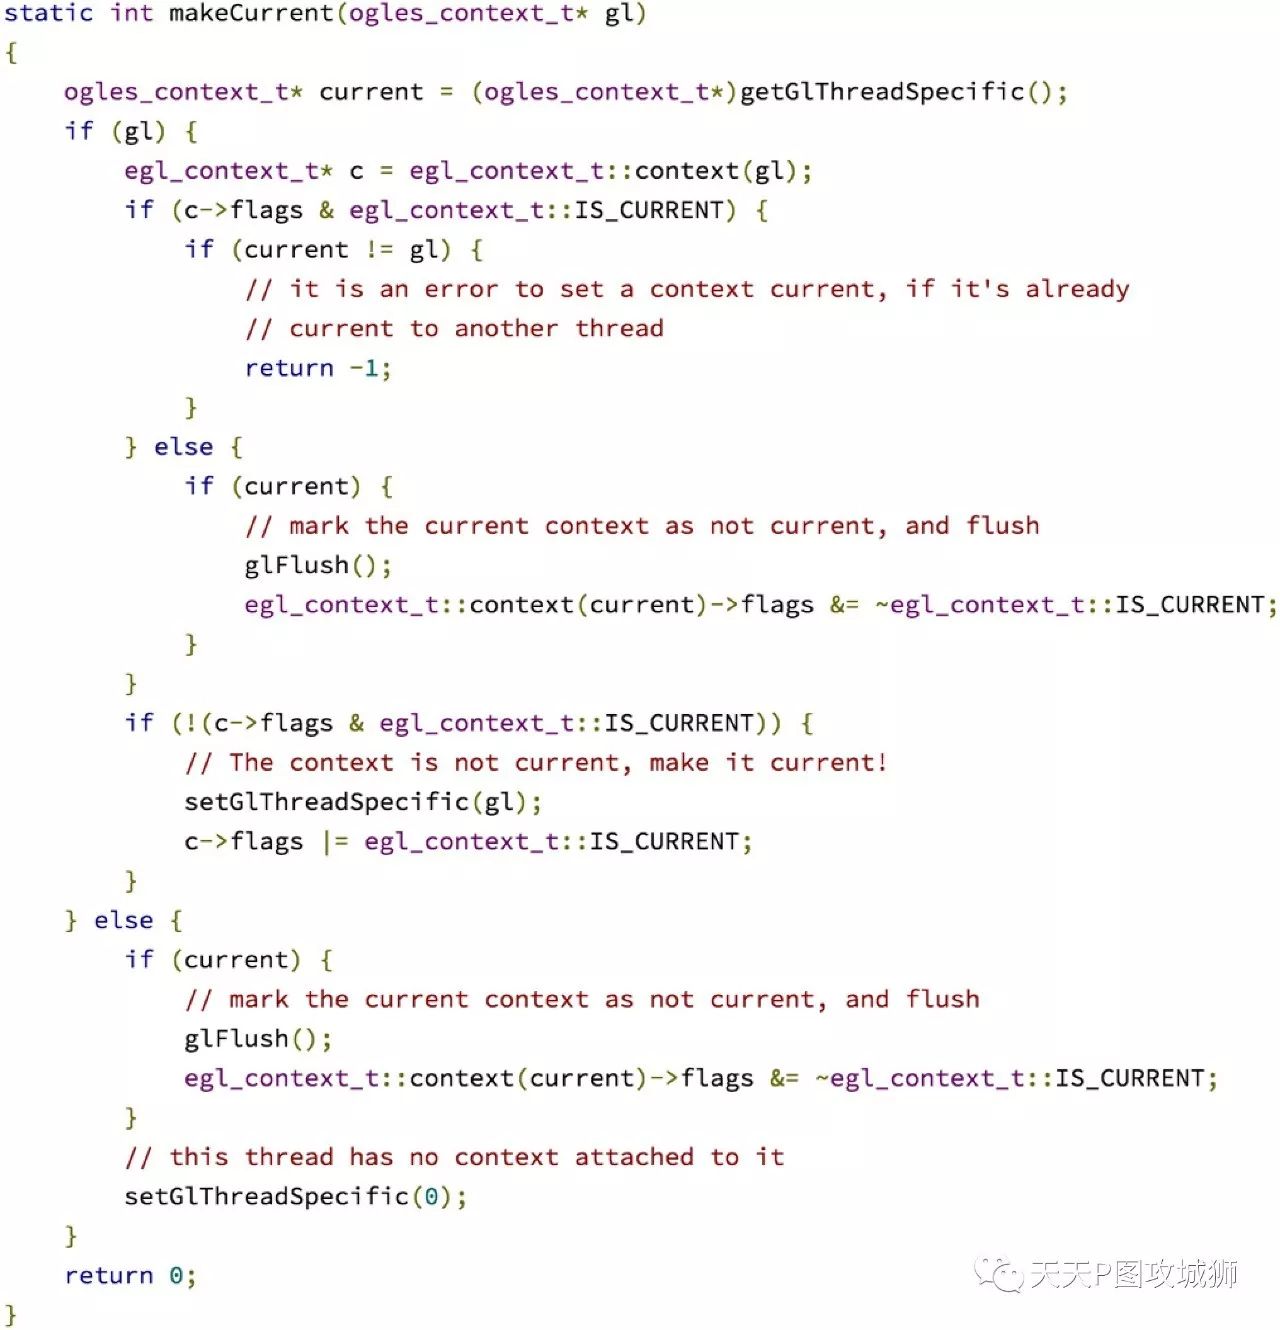 static int makeCurrent(ogles_context_t* gl)
{
    ogles_context_t* current = (ogles_context_t*)getGlThreadSpecific();
    if (gl) {
        egl_context_t* c = egl_context_t::context(gl);
        if (c->flags & egl_context_t::IS_CURRENT) {
            if (current != gl) {
                // it is an error to set a context current, if it's already
                // current to another thread
                return -1;
            }
        } else {
            if (current) {
                // mark the current context as not current, and flush
                glFlush();
                egl_context_t::context(current)->flags &= ~egl_context_t::IS_CURRENT;
            }
        }
        if (!(c->flags & egl_context_t::IS_CURRENT)) {
            // The context is not current, make it current!
            setGlThreadSpecific(gl);
            c->flags |= egl_context_t::IS_CURRENT;
        }
    } else {
        if (current) {
            // mark the current context as not current, and flush
            glFlush();
            egl_context_t::context(current)->flags &= ~egl_context_t::IS_CURRENT;
        }
        // this thread has no context attached to it
        setGlThreadSpecific(0);
    }
    return 0;
}
天天P图攻城狮